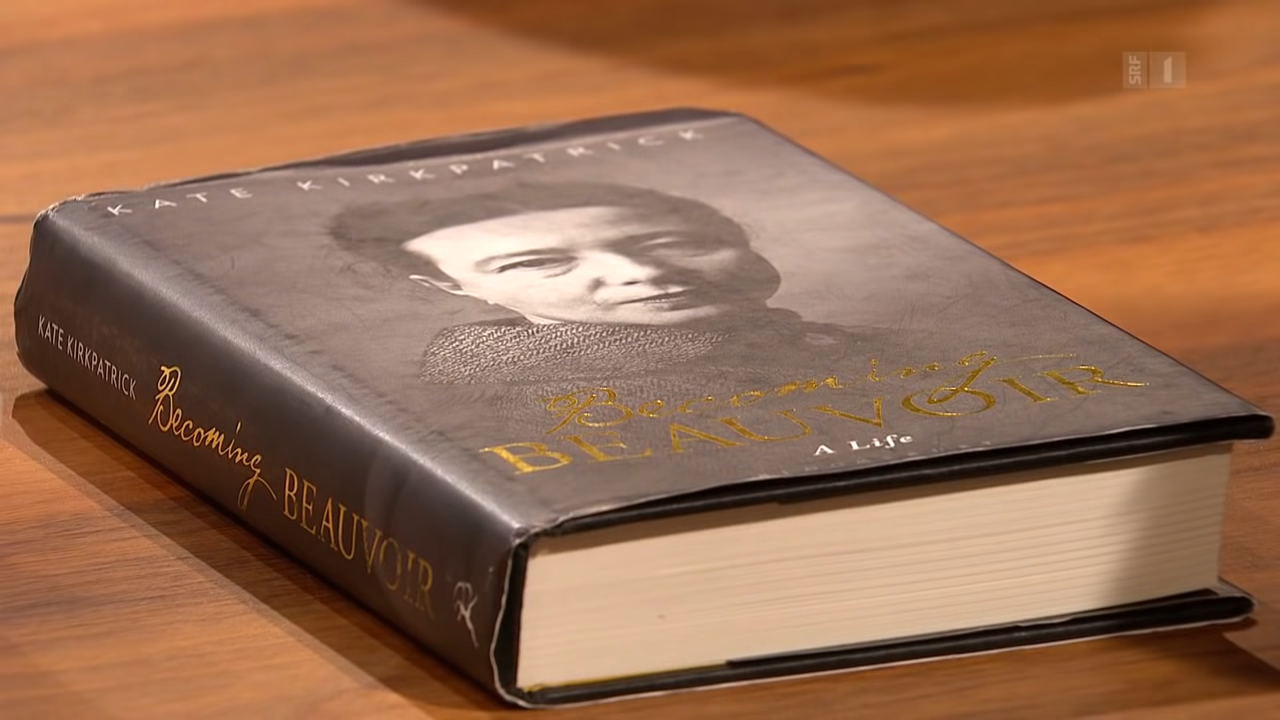 KATE KIRKPATRICK
Becoming
BEAUVOIR
A Life
KATE KIRKPATRICK
Becoming BEAUVOIR
SRF 1